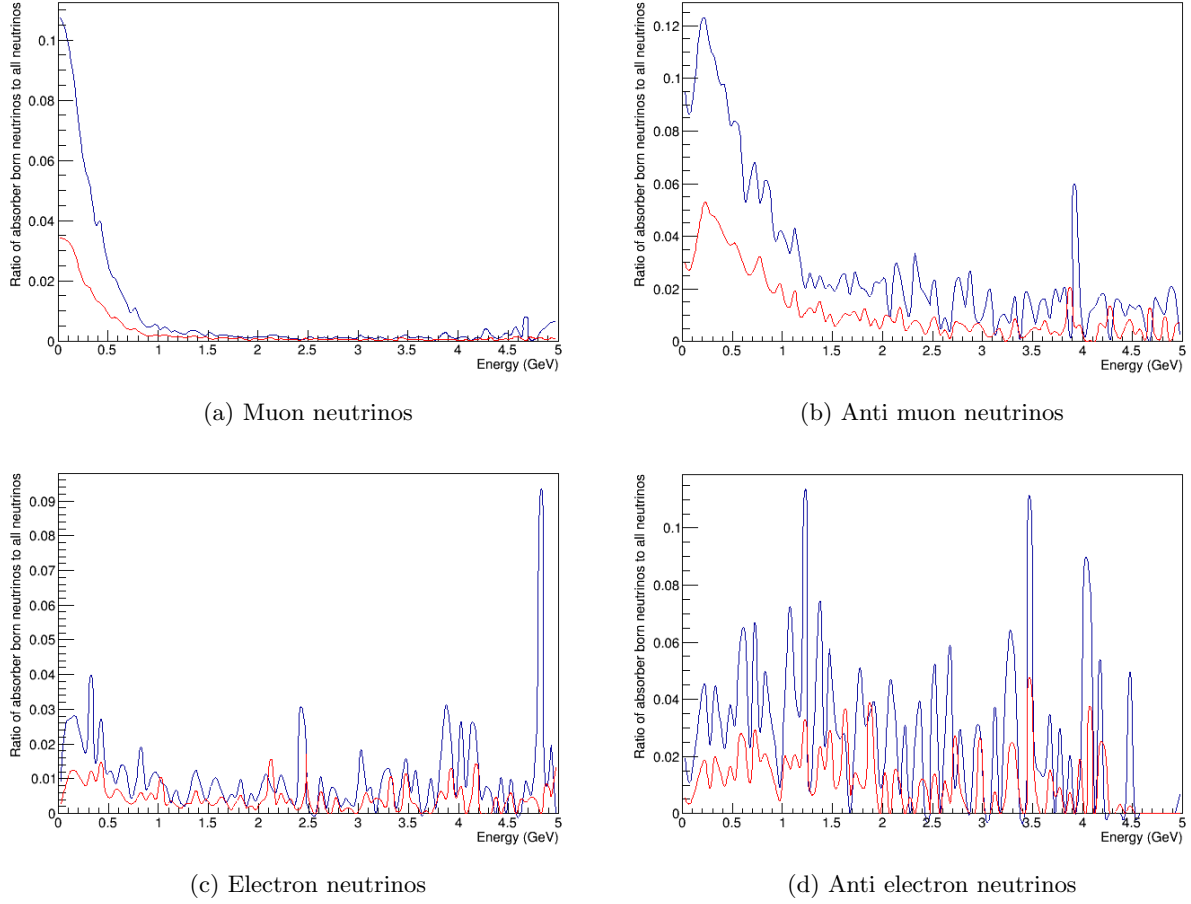 Ratio of absorber born neutrinos to all neutrinos
0.1
0.08
0.06
0.04
0.02
0
0 0.5 1 1.5 2 2.5 3 3.5 4 4.5 5
Energy (GeV)
(a) Muon neutrinos
Ratio of absorber born neutrinos to all neutrinos
0.12
0.1
0.08
0.06
0.04
0.02
0
0 0.5 1 1.5 2 2.5 3 3.5 4 4.5 5
Energy (GeV)
(b) Anti muon neutrinos
Ratio of absorber born neutrinos to all neutrinos
0.09
0.08
0.07
0.06
0.05
0.04
0.03
0.02
0.01
0
0 0.5 1 1.5 2 2.5 3 3.5 4 4.5 5
Energy (GeV)
(c) Electron neutrinos
Ratio of absorber born neutrinos to all neutrinos
0.1
0.08
0.06
0.04
0.02
0
0 0.5 1 1.5 2 2.5 3 3.5 4 4.5 5
Energy (GeV)
(d) Anti electron neutrinos